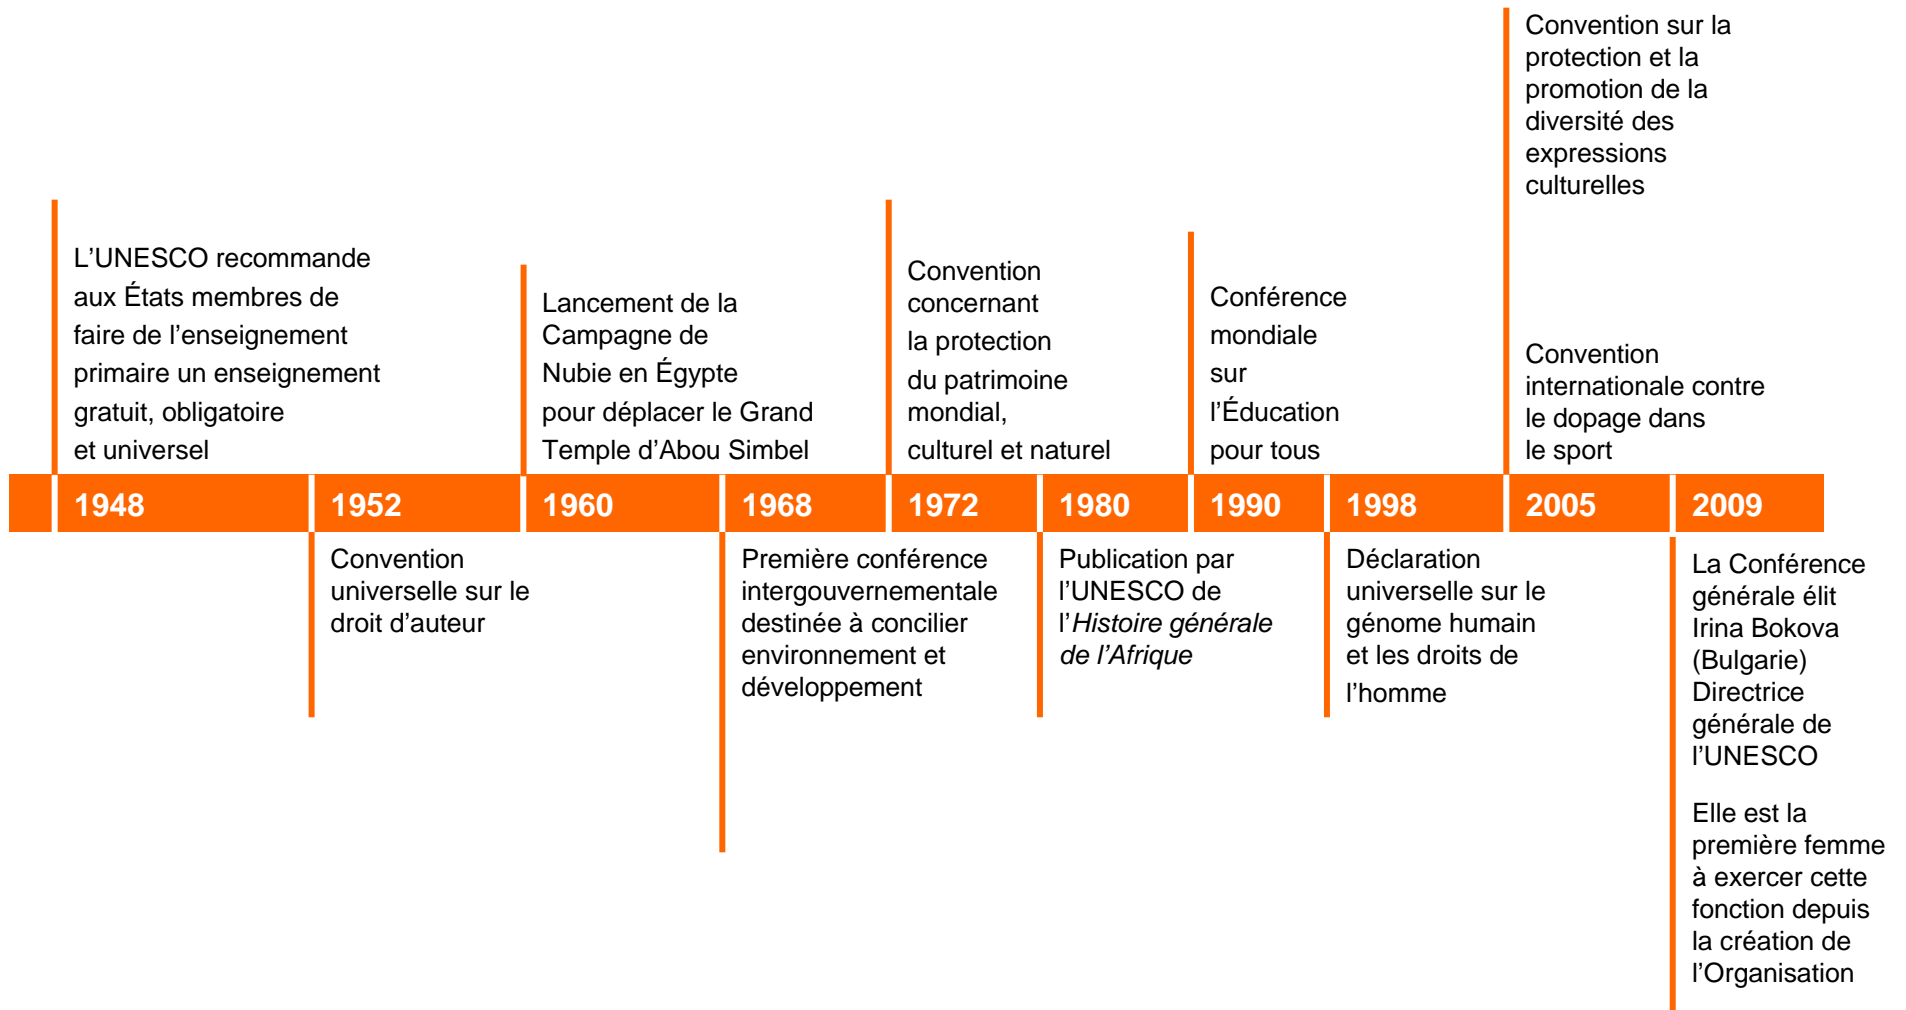 Convention sur la
protection et la
promotion de la
diversité des
expressions
culturelles
L’UNESCO recommande
aux États membres de
faire de l’enseignement
primaire un enseignement
gratuit, obligatoire
et universel
Lancement de la
Campagne de
Nubie en Égypte
pour déplacer le Grand
Temple d’Abou Simbel
Convention
concernant
la protection
du patrimoine
mondial,
culturel et naturel
Conférence
mondiale
sur
l’Éducation
pour tous
Convention
internationale contre
le dopage dans
le sport
1948 1952 1960 1968 1972 1980 1990 1998 2005 2009
Convention
universelle sur le
droit d’auteur
Première conférence
intergouvernementale
destinée à concilier
environnement et
développement
Publication par
l’UNESCO de
l’Histoire générale
de l’Afrique
Déclaration
universelle sur le
génome humain
et les droits de
l’homme
La Conférence
générale élit
Irina Bokova
(Bulgarie)
Directrice
générale de
l’UNESCO
Elle est la
première femme
à exercer cette
fonction depuis
la création de
l’Organisation